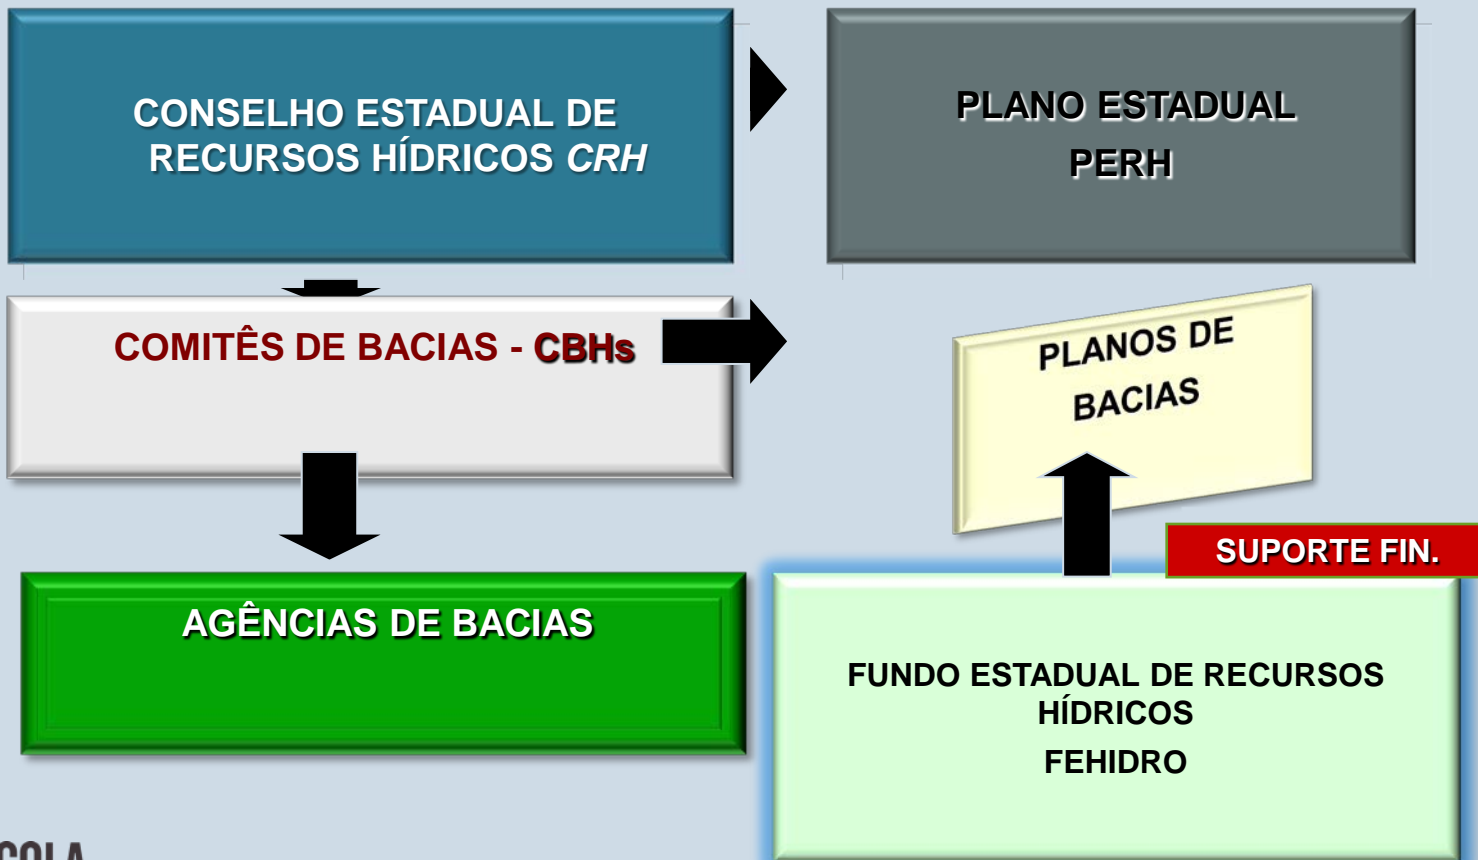 CONSELHO ESTADUAL DE
RECURSOS HÍDRICOS CRH
PLANO ESTADUAL
PERH
COMITÊS DE BACIAS - CBHs
PLANOS DE
BACIAS
SUPORTE FIN.
AGÊNCIAS DE BACIAS
FUNDO ESTADUAL DE RECURSOS
HÍDRICOS
FEHIDRO